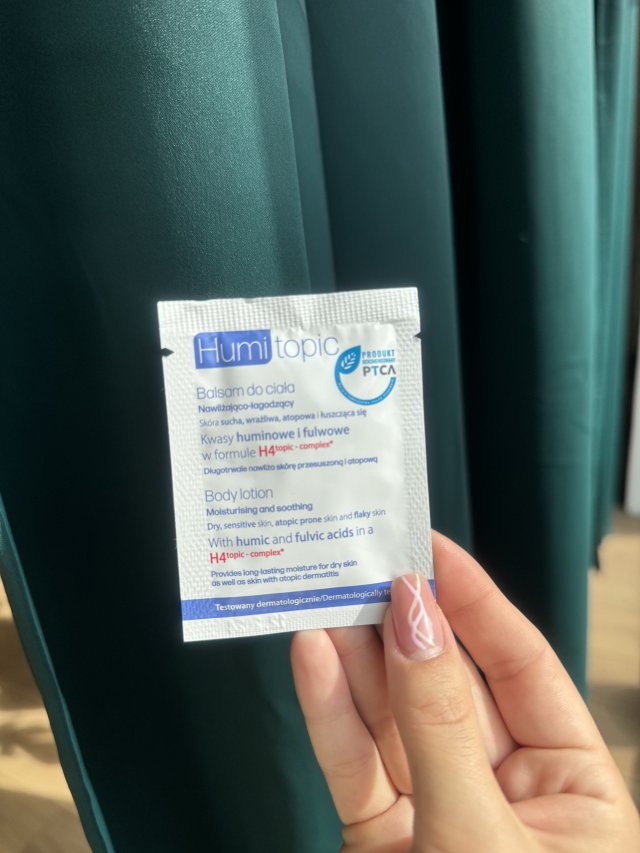 Humitopic
PRODUKT
REKOMENDOWANY
PTCA
Balsam do ciała
Nawilżająco-łagodzący
Skóra sucha, wrażliwa, atopowa i łuszcząca się
Kwasy huminowe i fulwowe
w formule H4topic - complex*
Długotrwale nawilża skórę przesuszoną i atopową
Body lotion
Moisturising and soothing
Dry, sensitive skin, atopic prone skin and flaky skin
With humic and fulvic acids in a
H4topic - complex*
Provides long-lasting moisture for dry skin
as well as skin with atopic dermatitis
Testowany dermatologicznie/Dermatologically te